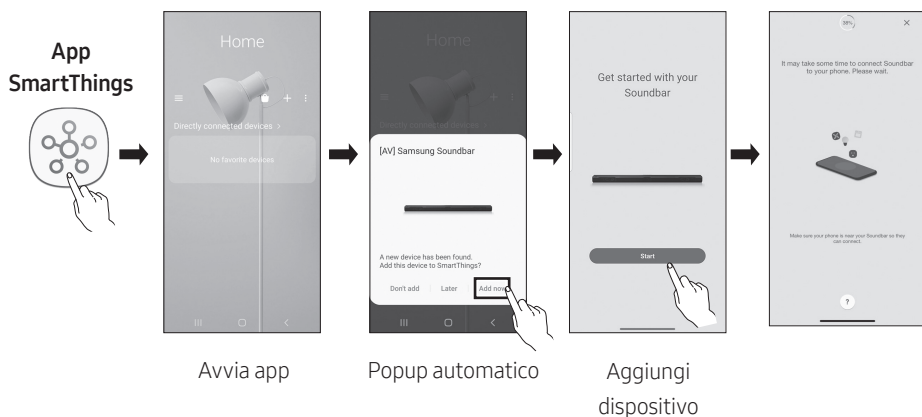 App
SmartThings
Home
Directly connected devices >
No favorite devices
Avvia app
Home
Directly connected devices >
[AV] Samsung Soundbar
A new device has been found.
Add this device to SmartThings?
Don't add
Later
Add now
Popup automatico
Get started with your
Soundbar
Start
Aggiungi
dispositivo
It may take some time to connect Soundbar
to your phone. Please wait.
Make sure your phone is near your Soundbar so they
can connect.
?